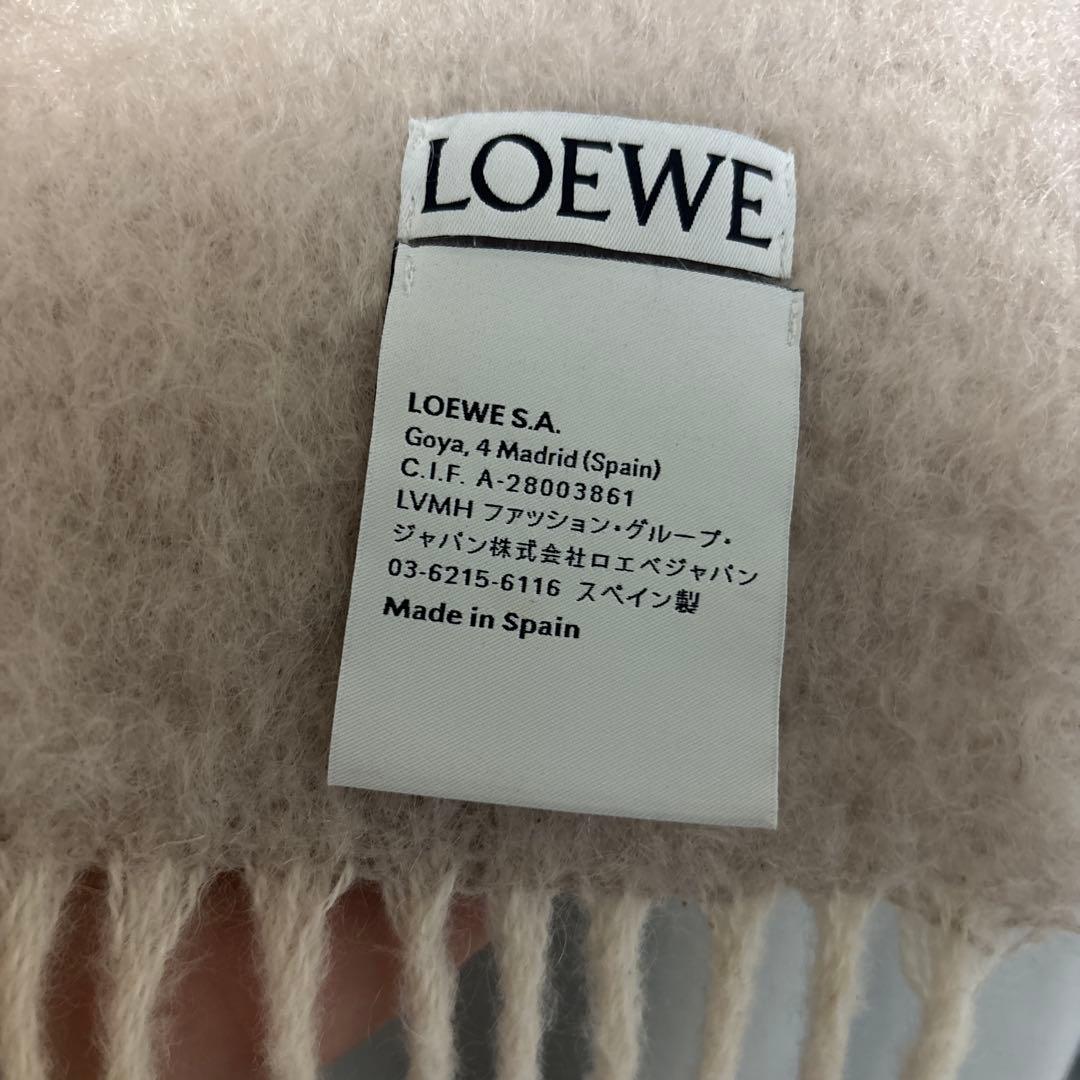 LOEWE
LOEWE S.A.
Goya, 4 Madrid (Spain)
C.I.F. A-28003861
LVMH ファッション・グループ・
ジャパン株式会社ロエベジャパン
03-6215-6116 スペイン製
Made in Spain